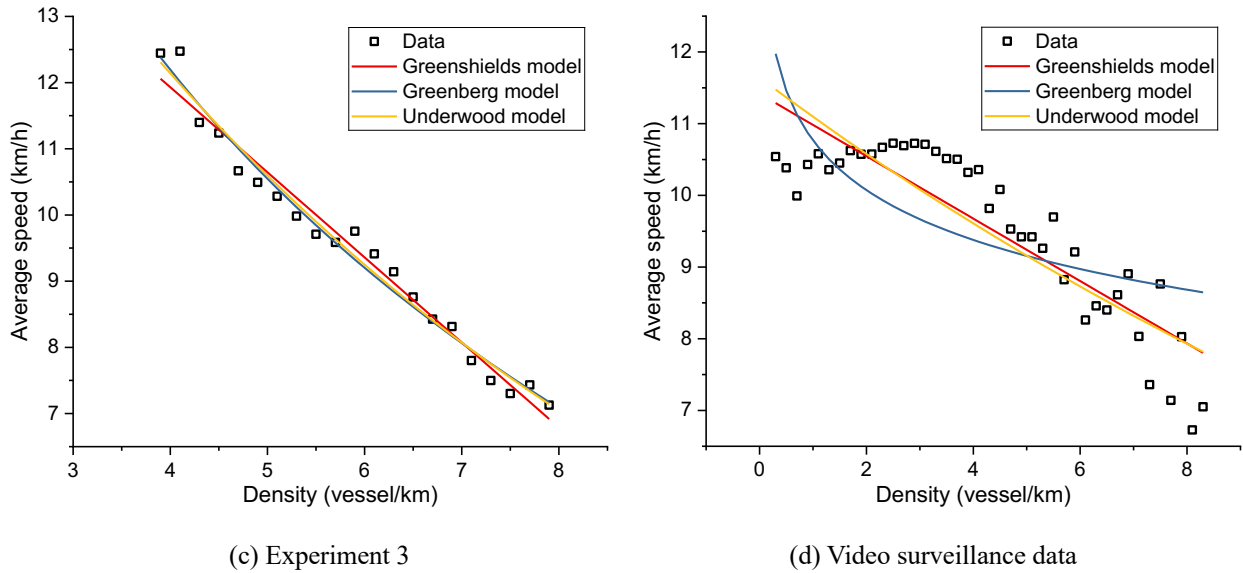 13
12
11
10
9
8
7
Average speed (km/h)
Data
Greenshields model
Greenberg model
Underwood model
3 4 5 6 7 8
Density (vessel/km)
(c) Experiment 3
12
11
10
9
8
7
Average speed (km/h)
Data
Greenshields model
Greenberg model
Underwood model
0 2 4 6 8
Density (vessel/km)
(d) Video surveillance data